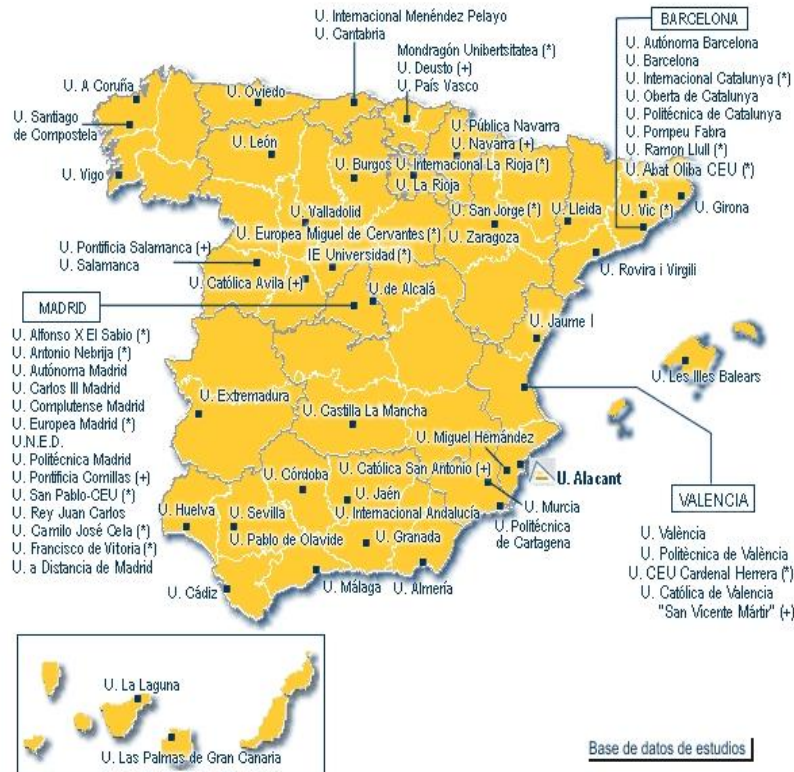 U. Internacional Menéndez Pelayo
U. Cantabria
Mondragón Unibertsitatea (*)
U. Deusto (+)
U. País Vasco
BARCELONA
U. Autónoma Barcelona
U. Barcelona
U. Internacional Catalunya (*)
U. Oberta de Catalunya
U. Politécnica de Catalunya
U. Pompeu Fabra
U. Ramon Llull (*)
U. Abat Oliba CEU (*)
U. A Coruña
U. Oviedo
U. Santiago
de Compostela
U. León
U. Pública Navarra
U. Navarra (+)
U. Burgos
U. Internacional La Rioja (*)
U. La Rioja
U. Vigo
U. Valladolid
U. Europea Miguel de Cervantes (*)
IE Universidad (*)
U. San Jorge (*)
U. Zaragoza
U. Lleida
U. Vic (*)
U. Girona
U. Pontificia Salamanca (+)
U. Salamanca
U. Católica Avila (+)
U. Rovira i Virgili
U. de Alcalá
MADRID
U. Alfonso X El Sabio (*)
U. Antonio Nebrija (*)
U. Autónoma Madrid
U. Carlos III Madrid
U. Complutense Madrid
U. Europea Madrid (*)
U.N.E.D.
U. Politécnica Madrid
U. Pontificia Comillas (+)
U. San Pablo-CEU (*)
U. Rey Juan Carlos
U. Camilo José Cela (*)
U. Francisco de Vitoria (*)
U. a Distancia de Madrid
U. Jaume I
U. Les Illes Balears
U. Extremadura
U. Castilla La Mancha
U. Miguel Hernández
U. Católica San Antonio (+)
U. Alacant
U. Córdoba
U. Jaén
U. Internacional Andalucía
U. Murcia
U. Politécnica
de Cartagena
U. Huelva
U. Sevilla
U. Pablo de Olavide
U. Granada
U. Cádiz
U. Málaga
U. Almería
VALENCIA
U. València
U. Politècnica de València
U. CEU Cardenal Herrera (*)
U. Católica de Valencia
"San Vicente Mártir" (+)
U. La Laguna
U. Las Palmas de Gran Canaria
Base de datos de estudios